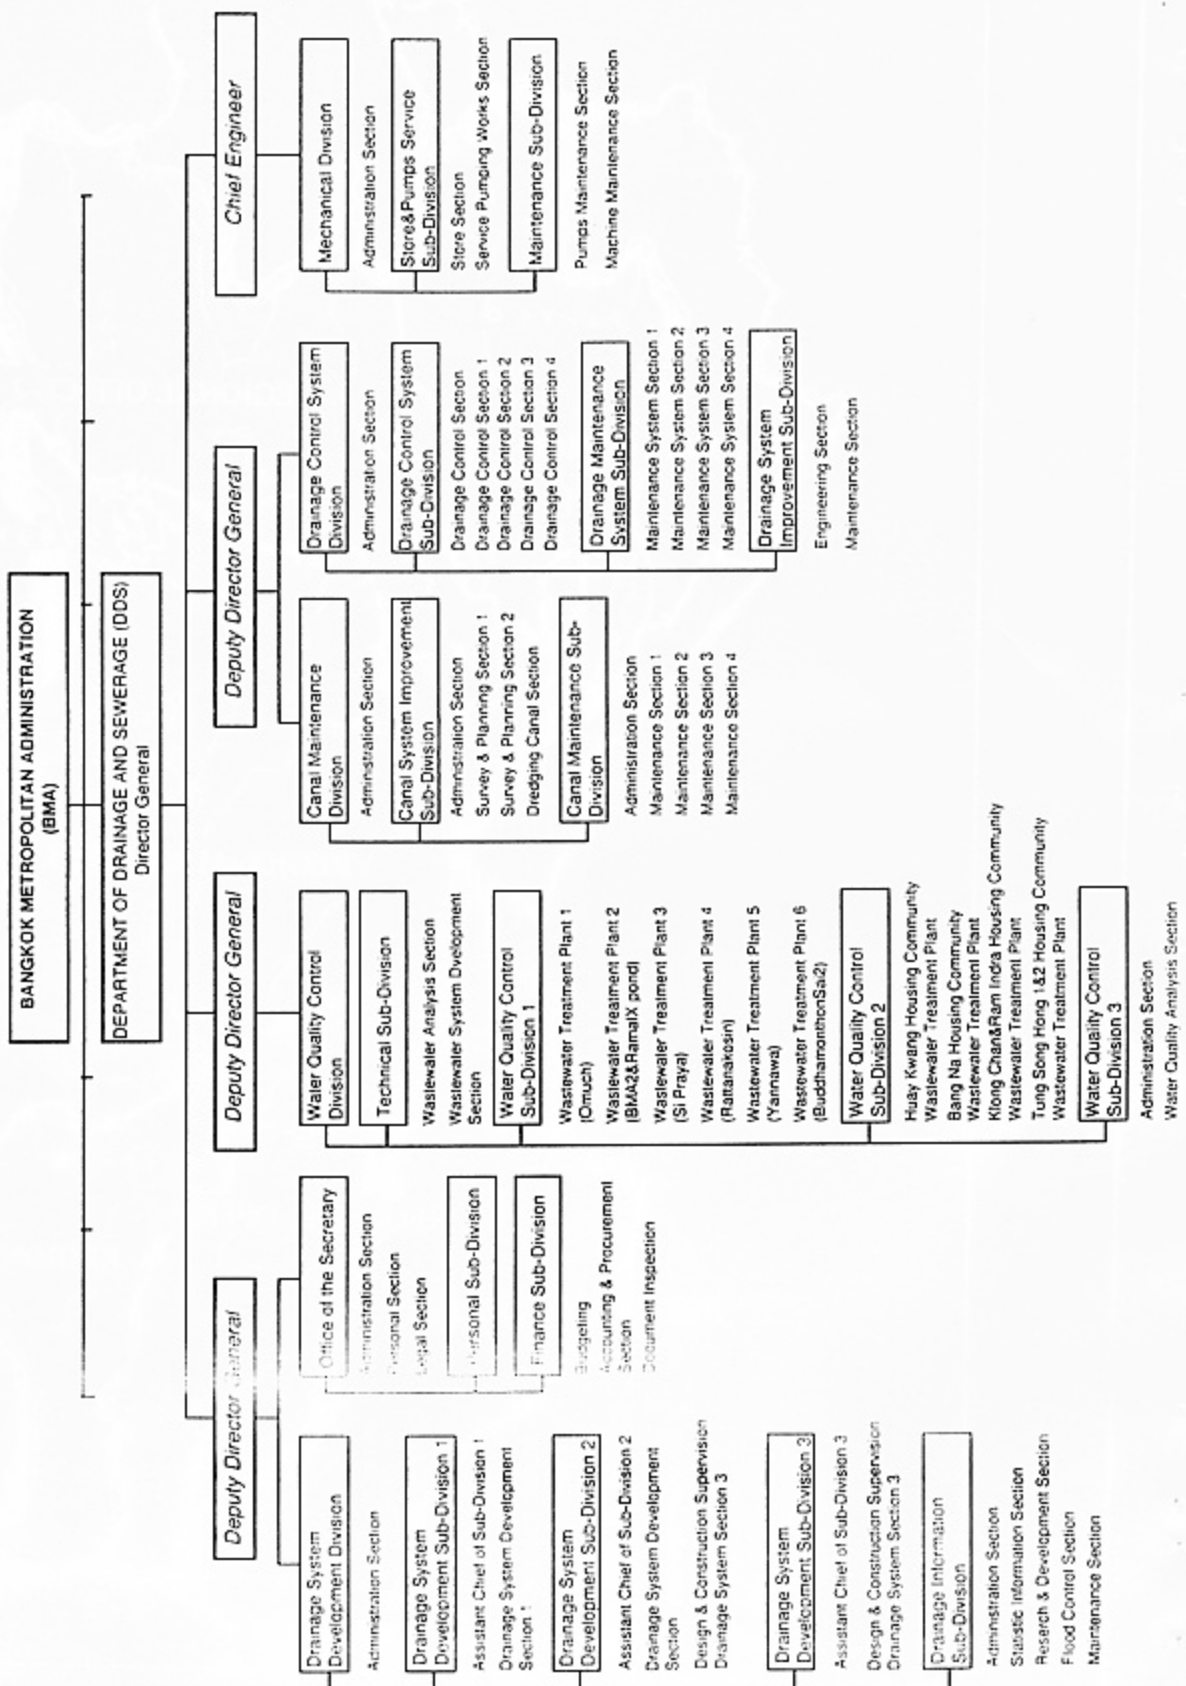 BANGKOK METROPOLITAN ADMINISTRATION
(BMA)
DEPARTMENT OF DRAINAGE AND SEWERAGE (DDS)
Director General
Deputy Director General
Drainage System
Development Division
Administration Section
Drainage System
Development Sub-Division 1
Assistant Chief of Sub-Division 1
Drainage System Development
Section 1
Drainage System
Development Sub-Division 2
Assistant Chief of Sub-Division 2
Drainage System Development
Section
Design & Construction Supervision
Drainage System Section 3
Drainage System
Development Sub-Division 3
Assistant Chief of Sub-Division 3
Design & Construction Supervision
Drainage System Section 3
Drainage Information
Sub-Division
Administration Section
Statistic Information Section
Reserch & Development Section
Flood Control Section
Maintenance Section
Office of the Secretary
Administration Section
Personal Section
Legal Section
Personal Sub-Division
Finance Sub-Division
Budgeting
Accounting & Procurement
Section
Document Inspection
Deputy Director General
Water Quality Control
Division
Technical Sub-Division
Wastewater Analysis Section
Wastewater System Dvelopment
Section
Water Quality Control
Sub-Division 1
Wastewater Treatment Plant 1
(Omuch)
Wastewater Treatment Plant 2
(BMA2&RamaIX pond)
Wastewater Treatment Plant 3
(Si Praya)
Wastewater Treatment Plant 4
(Rattanakosin)
Wastewater Treatment Plant 5
(Yannawa)
Wastewater Treatment Plant 6
(BuddhamonthonSai2)
Water Quality Control
Sub-Division 2
Huay Kwang Housing Community
Wastewater Treatment Plant
Bang Na Housing Community
Wastewater Treatment Plant
Klong Chan&Ram Indra Housing Community
Wastewater Treatment Plant
Tung Song Hong 1&2 Housing Community
Wastewater Treatment Plant
Water Quality Control
Sub-Division 3
Administration Section
Water Quality Analysis Section
Deputy Director General
Canal Maintenance
Division
Administration Section
Canal System Improvement
Sub-Division
Administration Section
Survey & Planning Section 1
Survey & Planning Section 2
Dredging Canal Section
Canal Maintenance Sub-
Division
Administration Section
Maintenance Section 1
Maintenance Section 2
Maintenance Section 3
Maintenance Section 4
Drainage Control System
Division
Administration Section
Drainage Control System
Sub-Division
Drainage Control Section
Drainage Control Section 1
Drainage Control Section 2
Drainage Control Section 3
Drainage Control Section 4
Drainage Maintenance
System Sub-Division
Maintenance System Section 1
Maintenance System Section 2
Maintenance System Section 3
Maintenance System Section 4
Drainage System
Improvement Sub-Division
Engineering Section
Maintenance Section
Chief Engineer
Mechanical Division
Administration Section
Store&Pumps Service
Sub-Division
Store Section
Service Pumping Works Section
Maintenance Sub-Division
Pumps Maintenance Section
Machine Maintenance Section